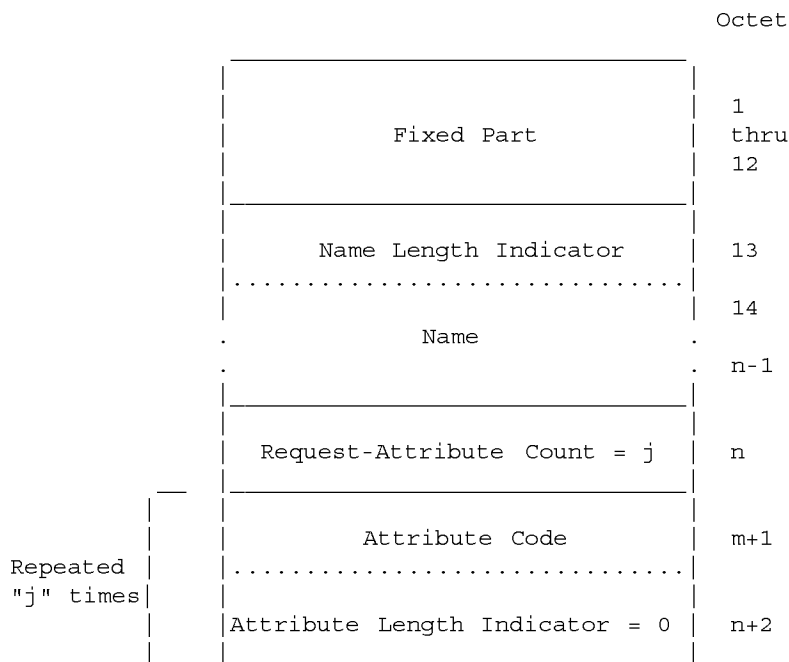 Octet
1
Fixed Part thru
12
Name Length Indicator 13
14
Name
n-1
Request-Attribute Count = j n
Attribute Code m+1
Repeated
"j" times
Attribute Length Indicator = 0 n+2